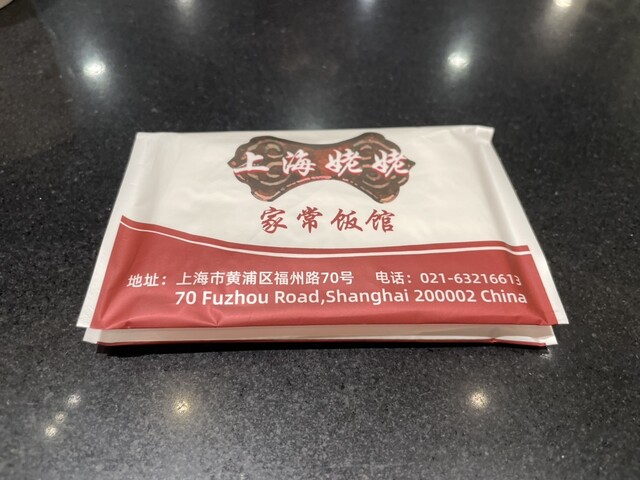 上海姥姥
家常饭馆
地址：上海市黄浦区福州路70号 电话：021-63216613
70 Fuzhou Road,Shanghai 200002 China